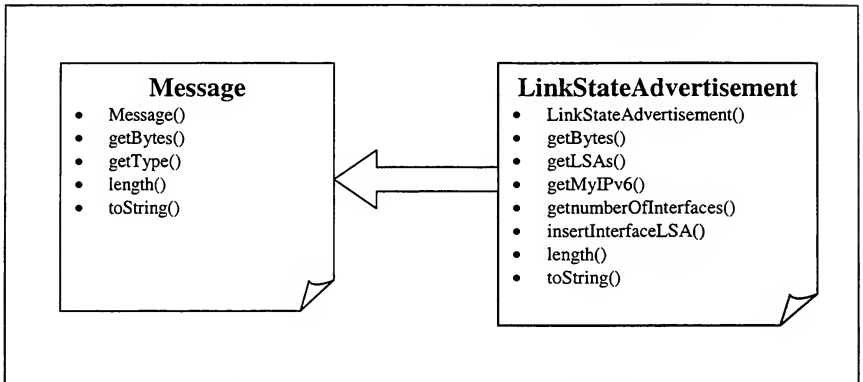 Message
• Message()
• getBytes()
• getType()
• length()
• toString()
LinkStateAdvertisement
• LinkStateAdvertisement()
• getBytes()
• getLSAs()
• getMyIPv6()
• getnumberOfInterfaces()
• insertInterfaceLSA()
• length()
• toString()